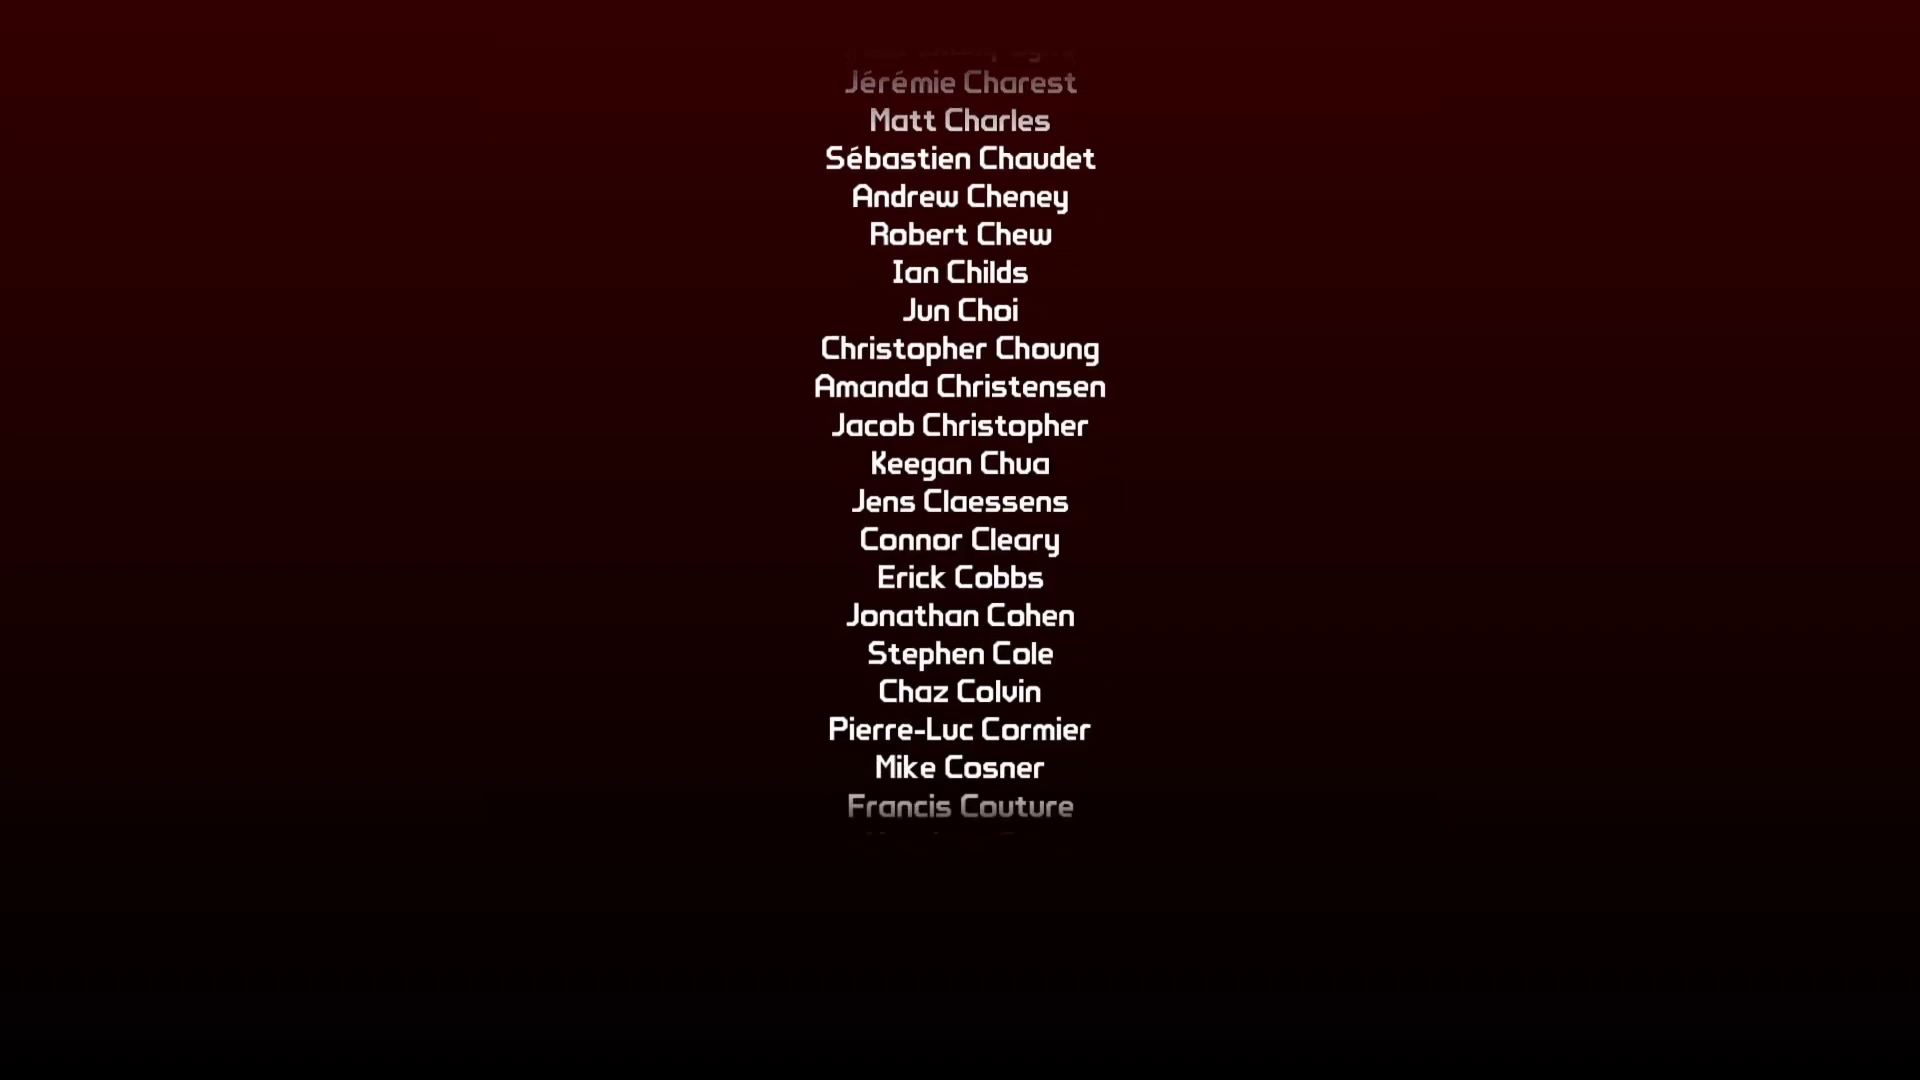 Jérémie Charest
Matt Charles
Sébastien Chaudet
Andrew Cheney
Robert Chew
Ian Childs
Jun Choi
Christopher Choung
Amanda Christensen
Jacob Christopher
Keegan Chua
Jens Claessens
Connor Cleary
Erick Cobbs
Jonathan Cohen
Stephen Cole
Chaz Colvin
Pierre-Luc Cormier
Mike Cosner
Francis Couture